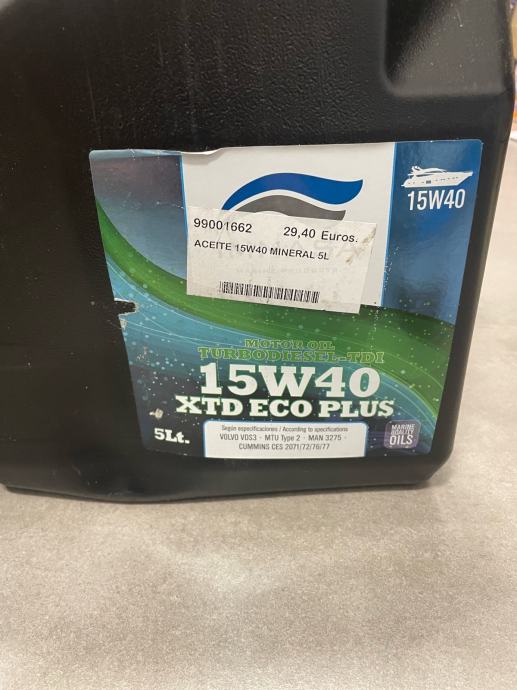 15W40
99001662 29,40 Euros.
ACEITE 15W40 MINERAL 5L
MARINE PRODUCTS
MOTOR OIL
TURBODIESEL-TDI
15W40
XTD ECO PLUS
5Lt.
Según especificaciones / According to specifications
VOLVO VDS3 - MTU Type 2 - MAN 3275 -
CUMMINS CES 2071/72/76/77
MARINE
QUALITY
OILS